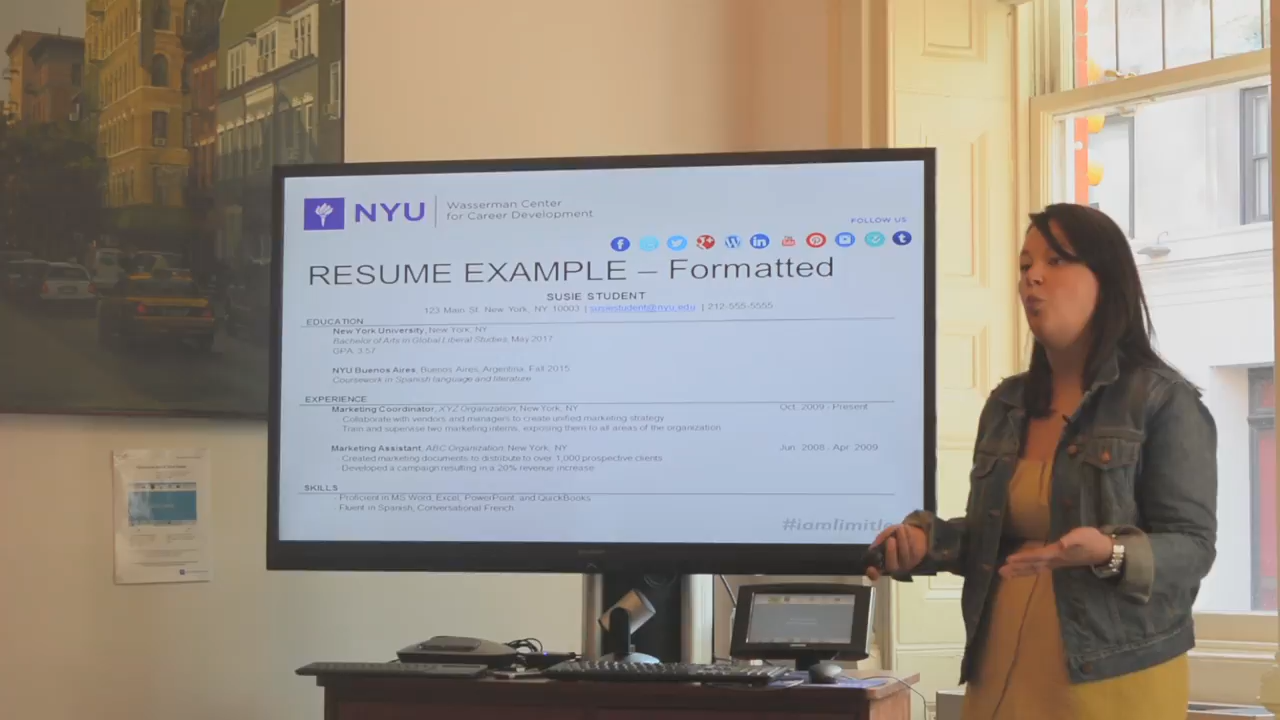 NYU
Wasserman Center
for Career Development
FOLLOW US
RESUME EXAMPLE – Formatted
SUSIE STUDENT
123 Main St. New York, NY 10003 | susiestudent@nyu.edu | 212-555-5555
EDUCATION
New York University, New York, NY
Bachelor of Arts in Global Liberal Studies, May 2017
GPA: 3.57
NYU Buenos Aires, Buenos Aires, Argentina, Fall 2015
Coursework in Spanish language and literature
EXPERIENCE
Marketing Coordinator, XYZ Organization, New York, NY Oct. 2009 - Present
- Collaborate with vendors and managers to create unified marketing strategy
- Train and supervise two marketing interns, exposing them to all areas of the organization
Marketing Assistant, ABC Organization, New York, NY Jun. 2008 - Apr. 2009
- Created marketing documents to distribute to over 1,000 prospective clients
- Developed a campaign resulting in a 20% revenue increase
SKILLS
- Proficient in MS Word, Excel, PowerPoint, and QuickBooks
- Fluent in Spanish, Conversational French
#iamlimitle